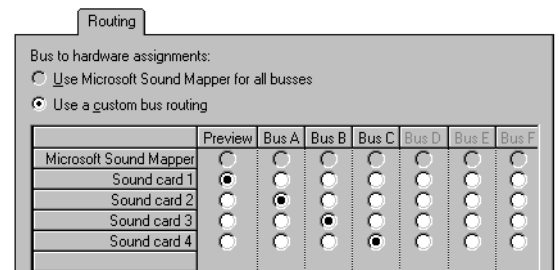 Routing
Bus to hardware assignments:
Use Microsoft Sound Mapper for all busses
Use a custom bus routing
Preview Bus A Bus B Bus C Bus D Bus E Bus F
Microsoft Sound Mapper
Sound card 1
Sound card 2
Sound card 3
Sound card 4